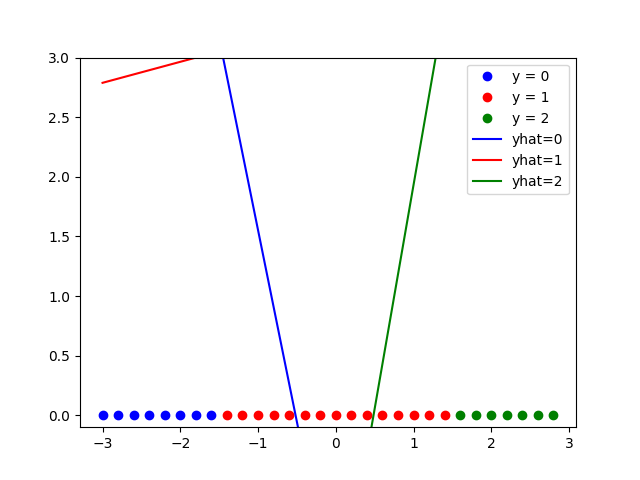 3.0
2.5
2.0
1.5
1.0
0.5
0.0
−3 −2 −1 0 1 2 3
y = 0
y = 1
y = 2
yhat=0
yhat=1
yhat=2